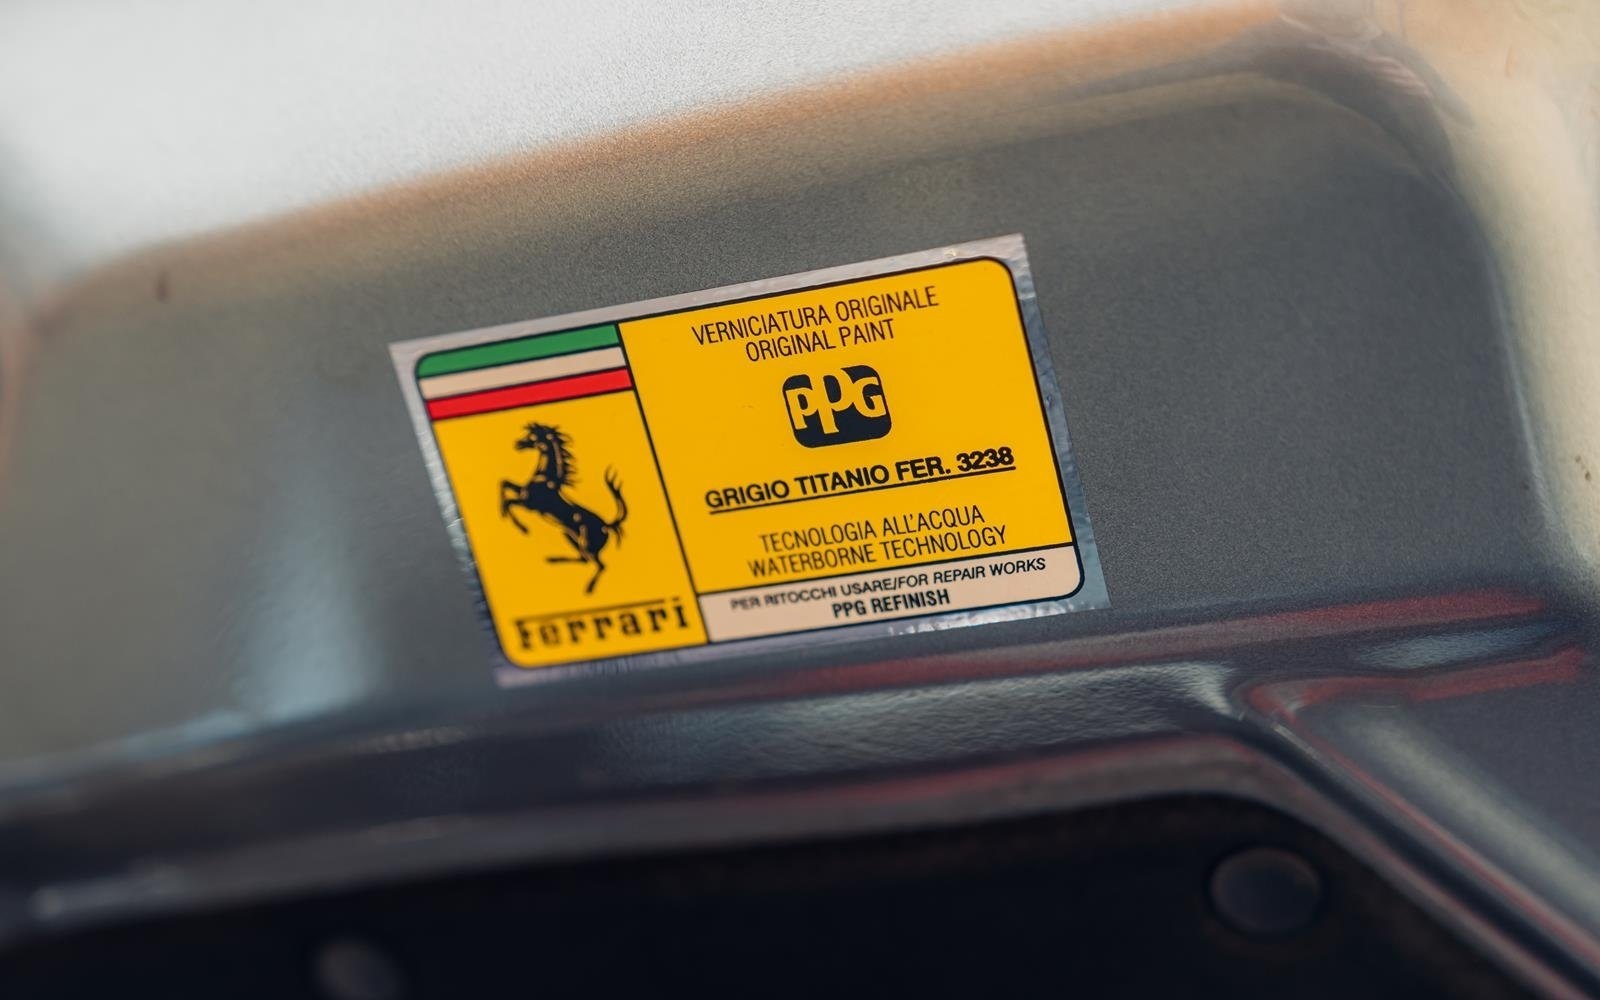 VERNICIATURA ORIGINALE
ORIGINAL PAINT
PPG
GRIGIO TITANIO FER. 3238
TECNOLOGIA ALL'ACQUA
WATERBORNE TECHNOLOGY
PER RITOCCHI USARE/FOR REPAIR WORKS
PPG REFINISH
Ferrari